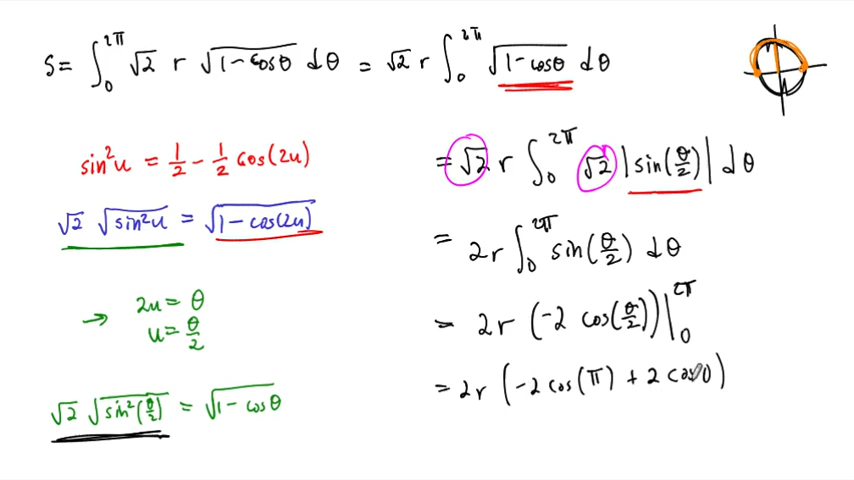 S = ∫₀^{2π} √2 r √(1 − cosθ) dθ = √2 r ∫₀^{2π} √(1 − cosθ) dθ
sin²u = 1/2 − 1/2 cos(2u)
√2 √(sin²u) = √(1 − cos(2u))
→ 2u = θ
u = θ/2
√2 √(sin²(θ/2)) = √(1 − cosθ)
= √2 r ∫₀^{2π} √2 |sin(θ/2)| dθ
= 2r ∫₀^{2π} sin(θ/2) dθ
= 2r (−2 cos(θ/2))|₀^{2π}
= 2r (−2 cos(π) + 2 cos 0)